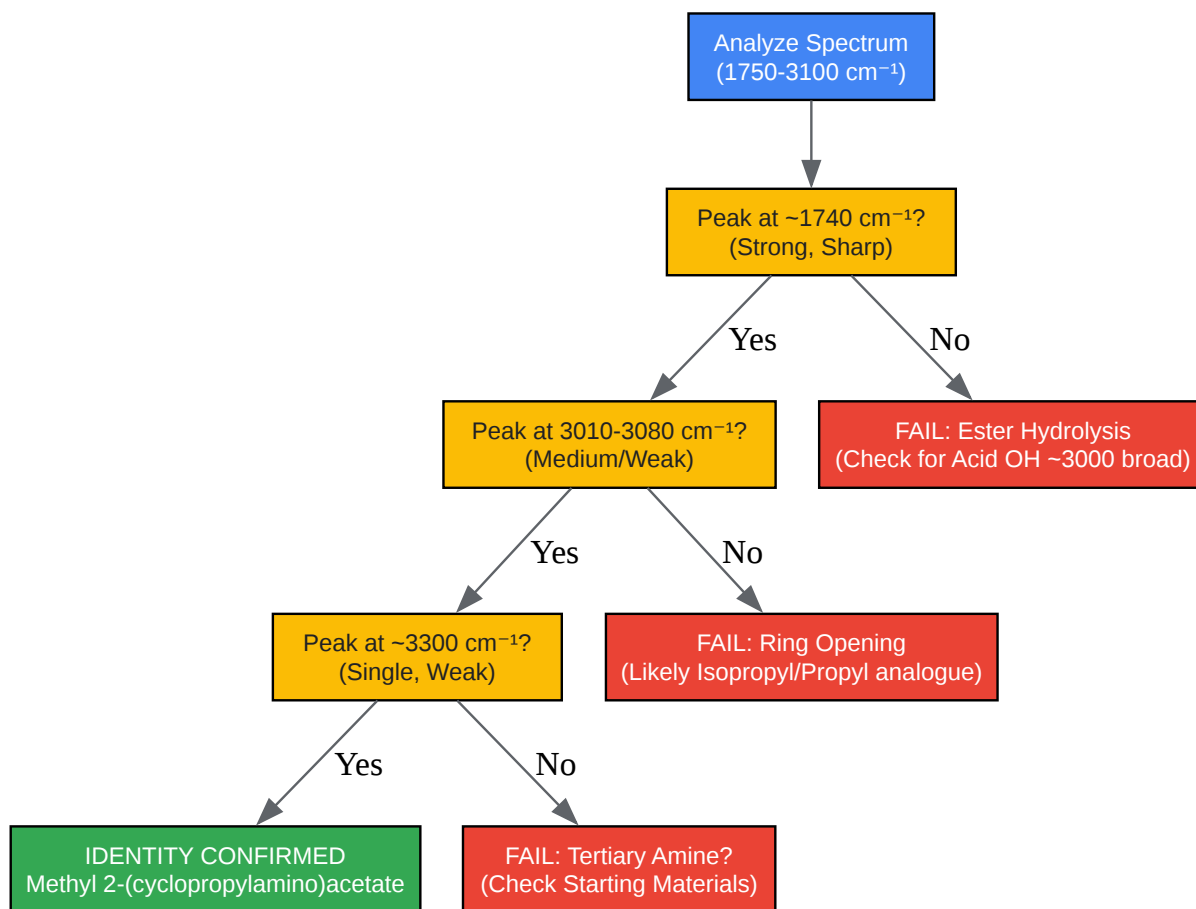 Analyze Spectrum
(1750-3100 cm⁻¹)
Peak at ~1740 cm⁻¹?
(Strong, Sharp)
Yes
No
Peak at 3010-3080 cm⁻¹?
(Medium/Weak)
FAIL: Ester Hydrolysis
(Check for Acid OH ~3000 broad)
Yes
No
Peak at ~3300 cm⁻¹?
(Single, Weak)
FAIL: Ring Opening
(Likely Isopropyl/Propyl analogue)
Yes
No
IDENTITY CONFIRMED
Methyl 2-(cyclopropylamino)acetate
FAIL: Tertiary Amine?
(Check Starting Materials)